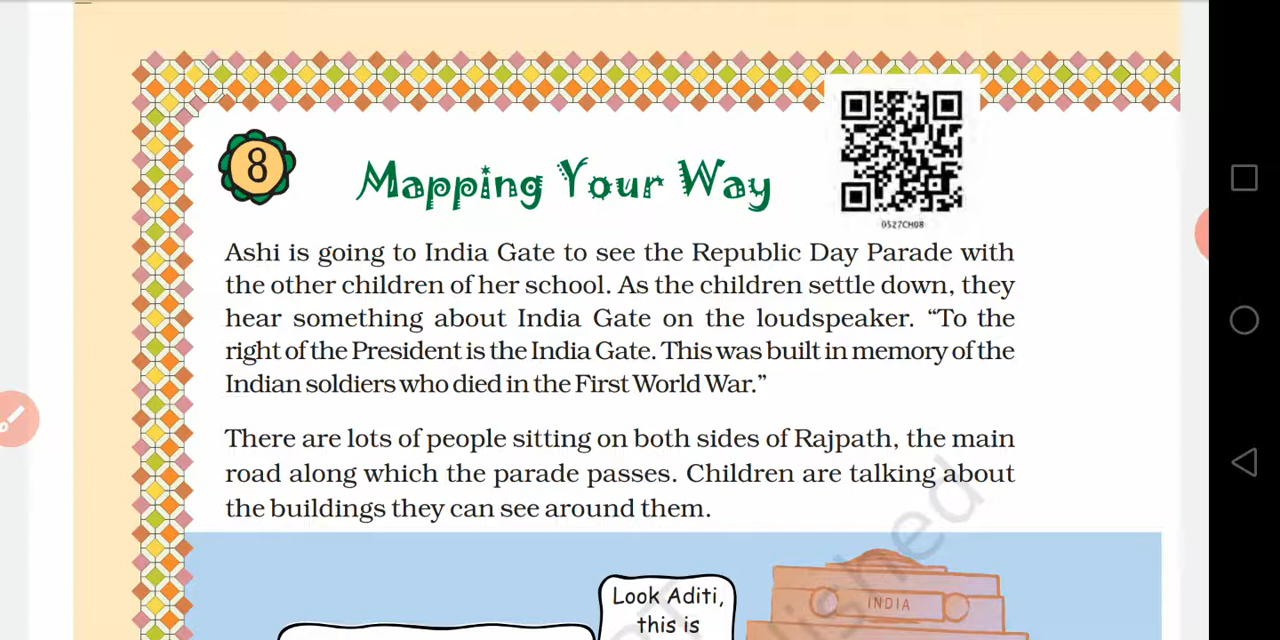 8
Mapping Your Way
0527CH08
Ashi is going to India Gate to see the Republic Day Parade with
the other children of her school. As the children settle down, they
hear something about India Gate on the loudspeaker. “To the
right of the President is the India Gate. This was built in memory of the
Indian soldiers who died in the First World War.”
There are lots of people sitting on both sides of Rajpath, the main
road along which the parade passes. Children are talking about
the buildings they can see around them.
Look Aditi,
this is
INDIA